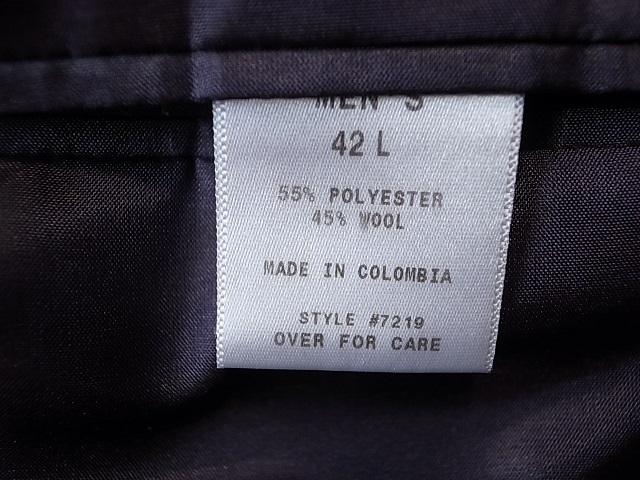 MEN'S
42 L
55% POLYESTER
45% WOOL
MADE IN COLOMBIA
STYLE #7219
OVER FOR CARE